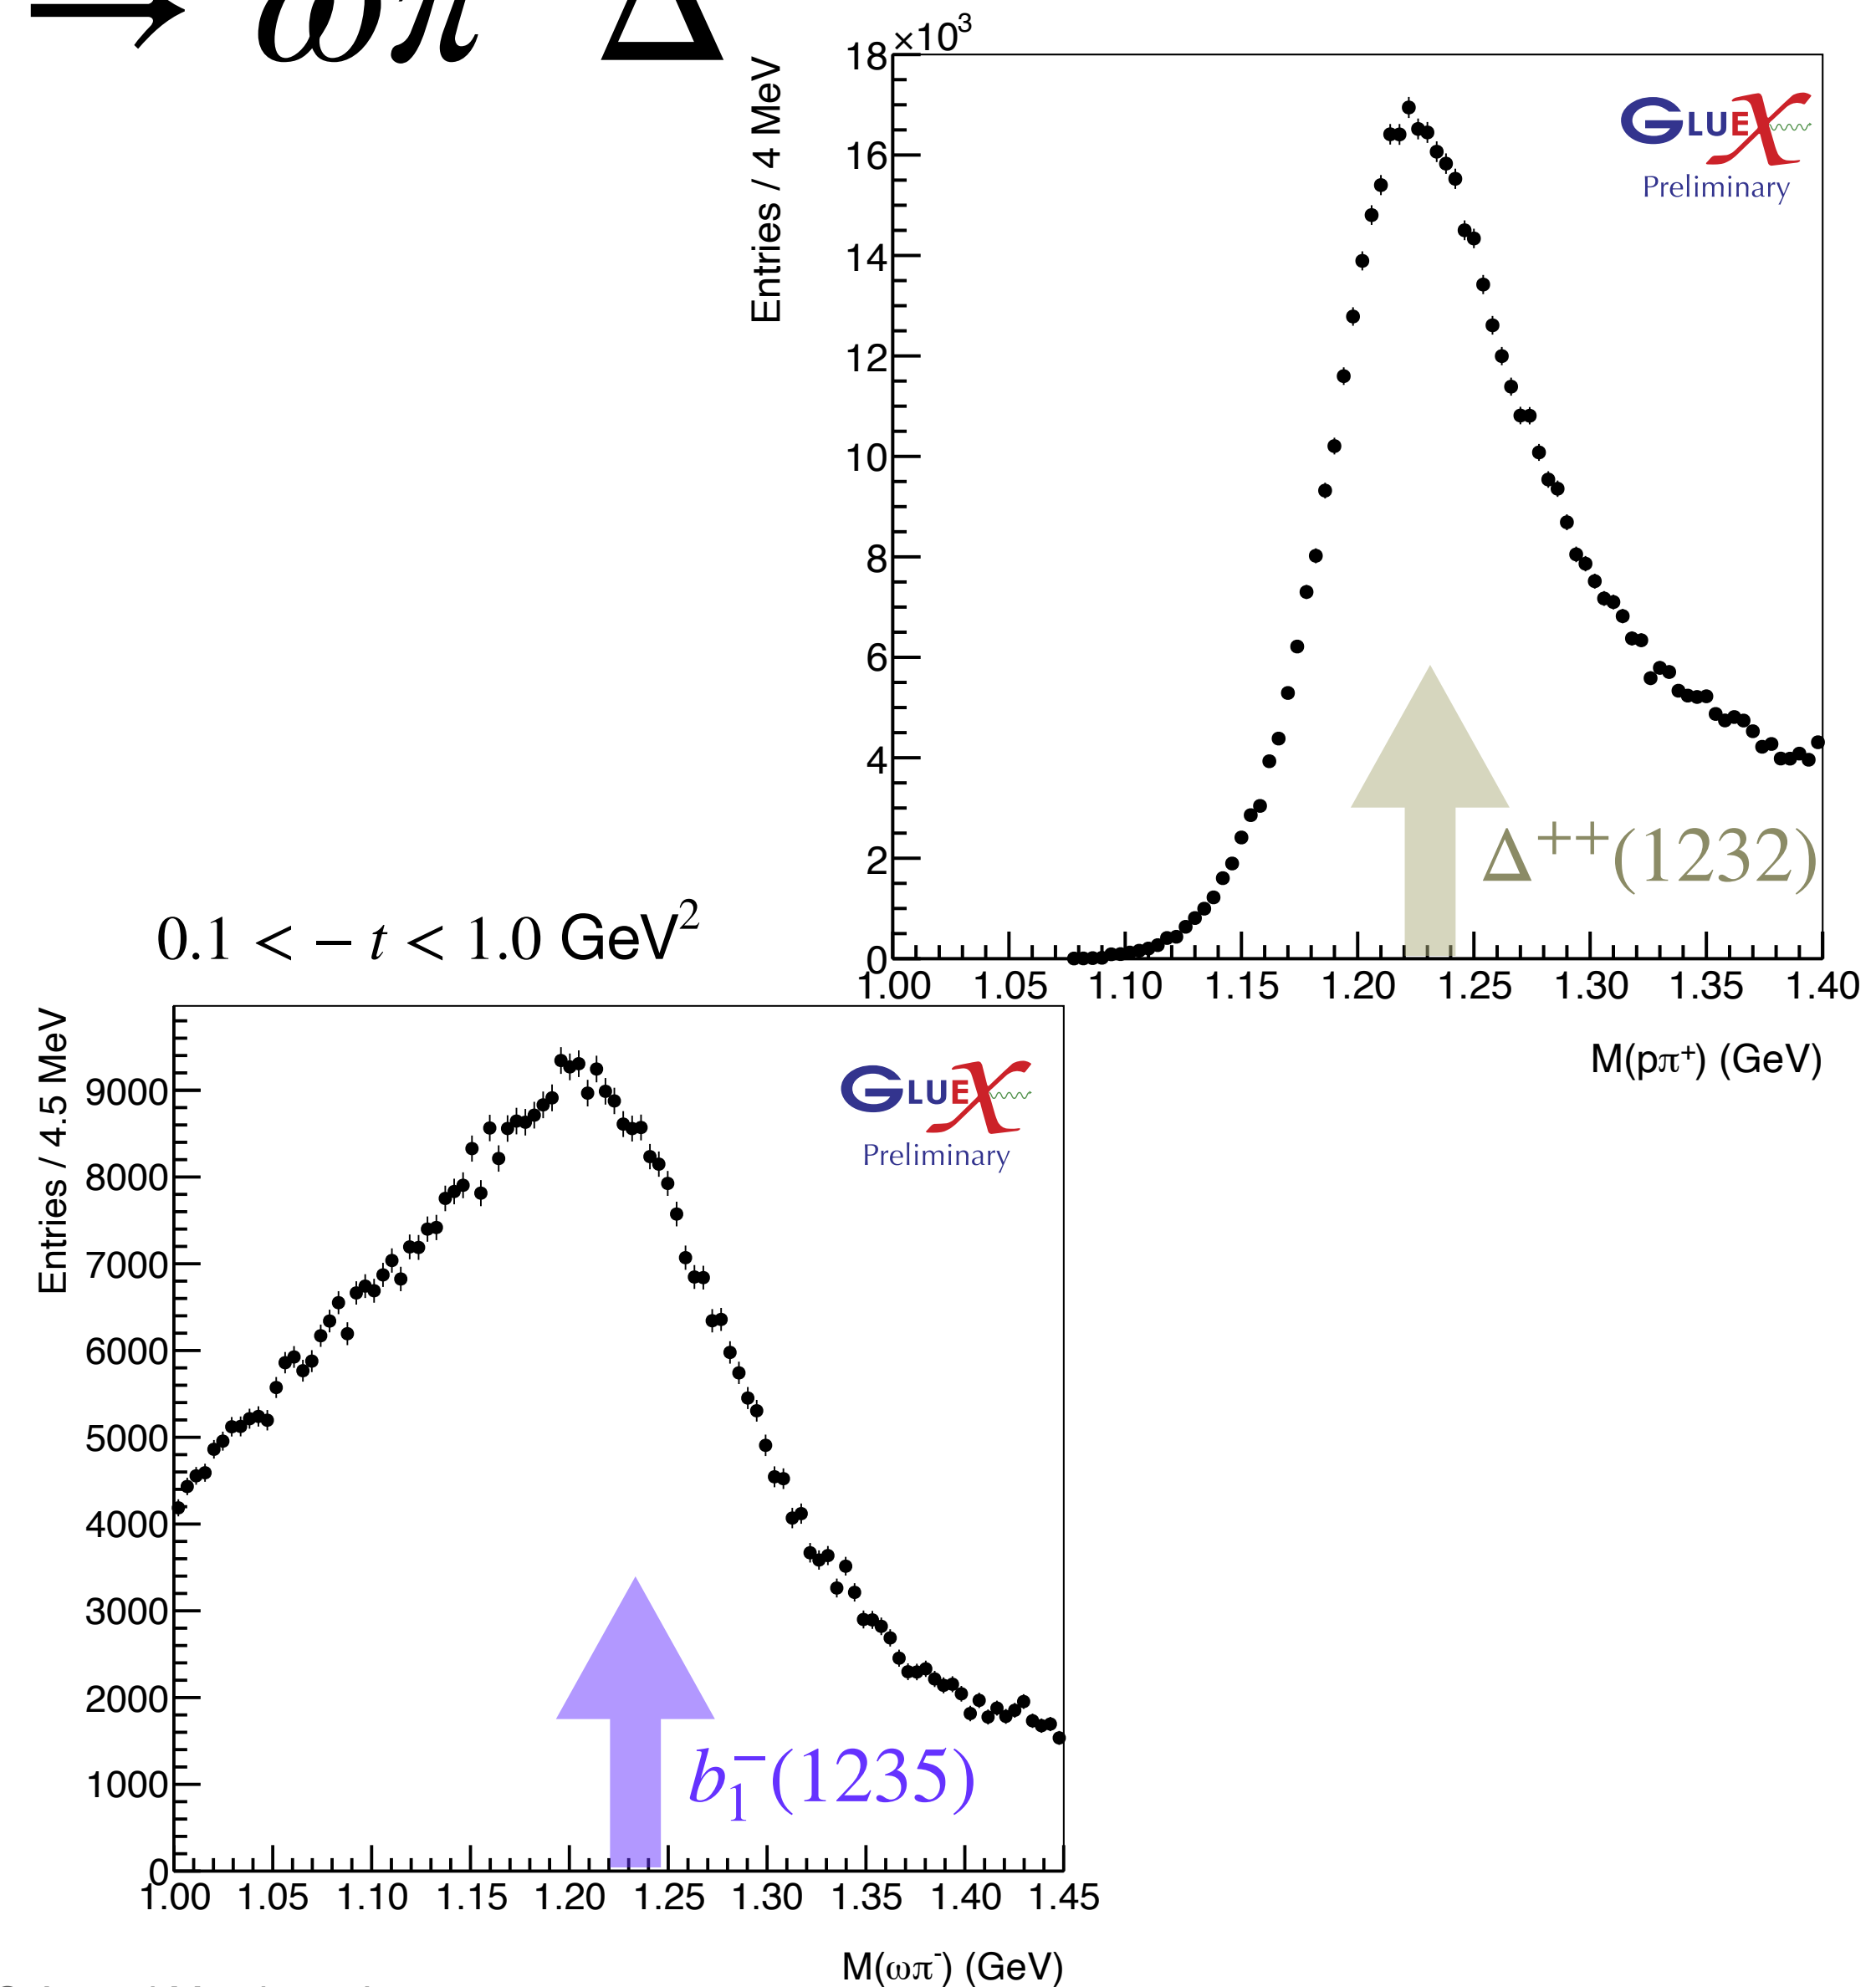 → ωπ Δ
×10³
18
16
14
12
10
8
6
4
2
0
Entries / 4 MeV
GLUEX
Preliminary
Δ⁺⁺(1232)
1.00 1.05 1.10 1.15 1.20 1.25 1.30 1.35 1.40
M(pπ⁺) (GeV)
0.1 < − t < 1.0 GeV²
Entries / 4.5 MeV
9000
8000
7000
6000
5000
4000
3000
2000
1000
0
GLUEX
Preliminary
b₁⁻(1235)
1.00 1.05 1.10 1.15 1.20 1.25 1.30 1.35 1.40 1.45
M(ωπ⁻) (GeV)